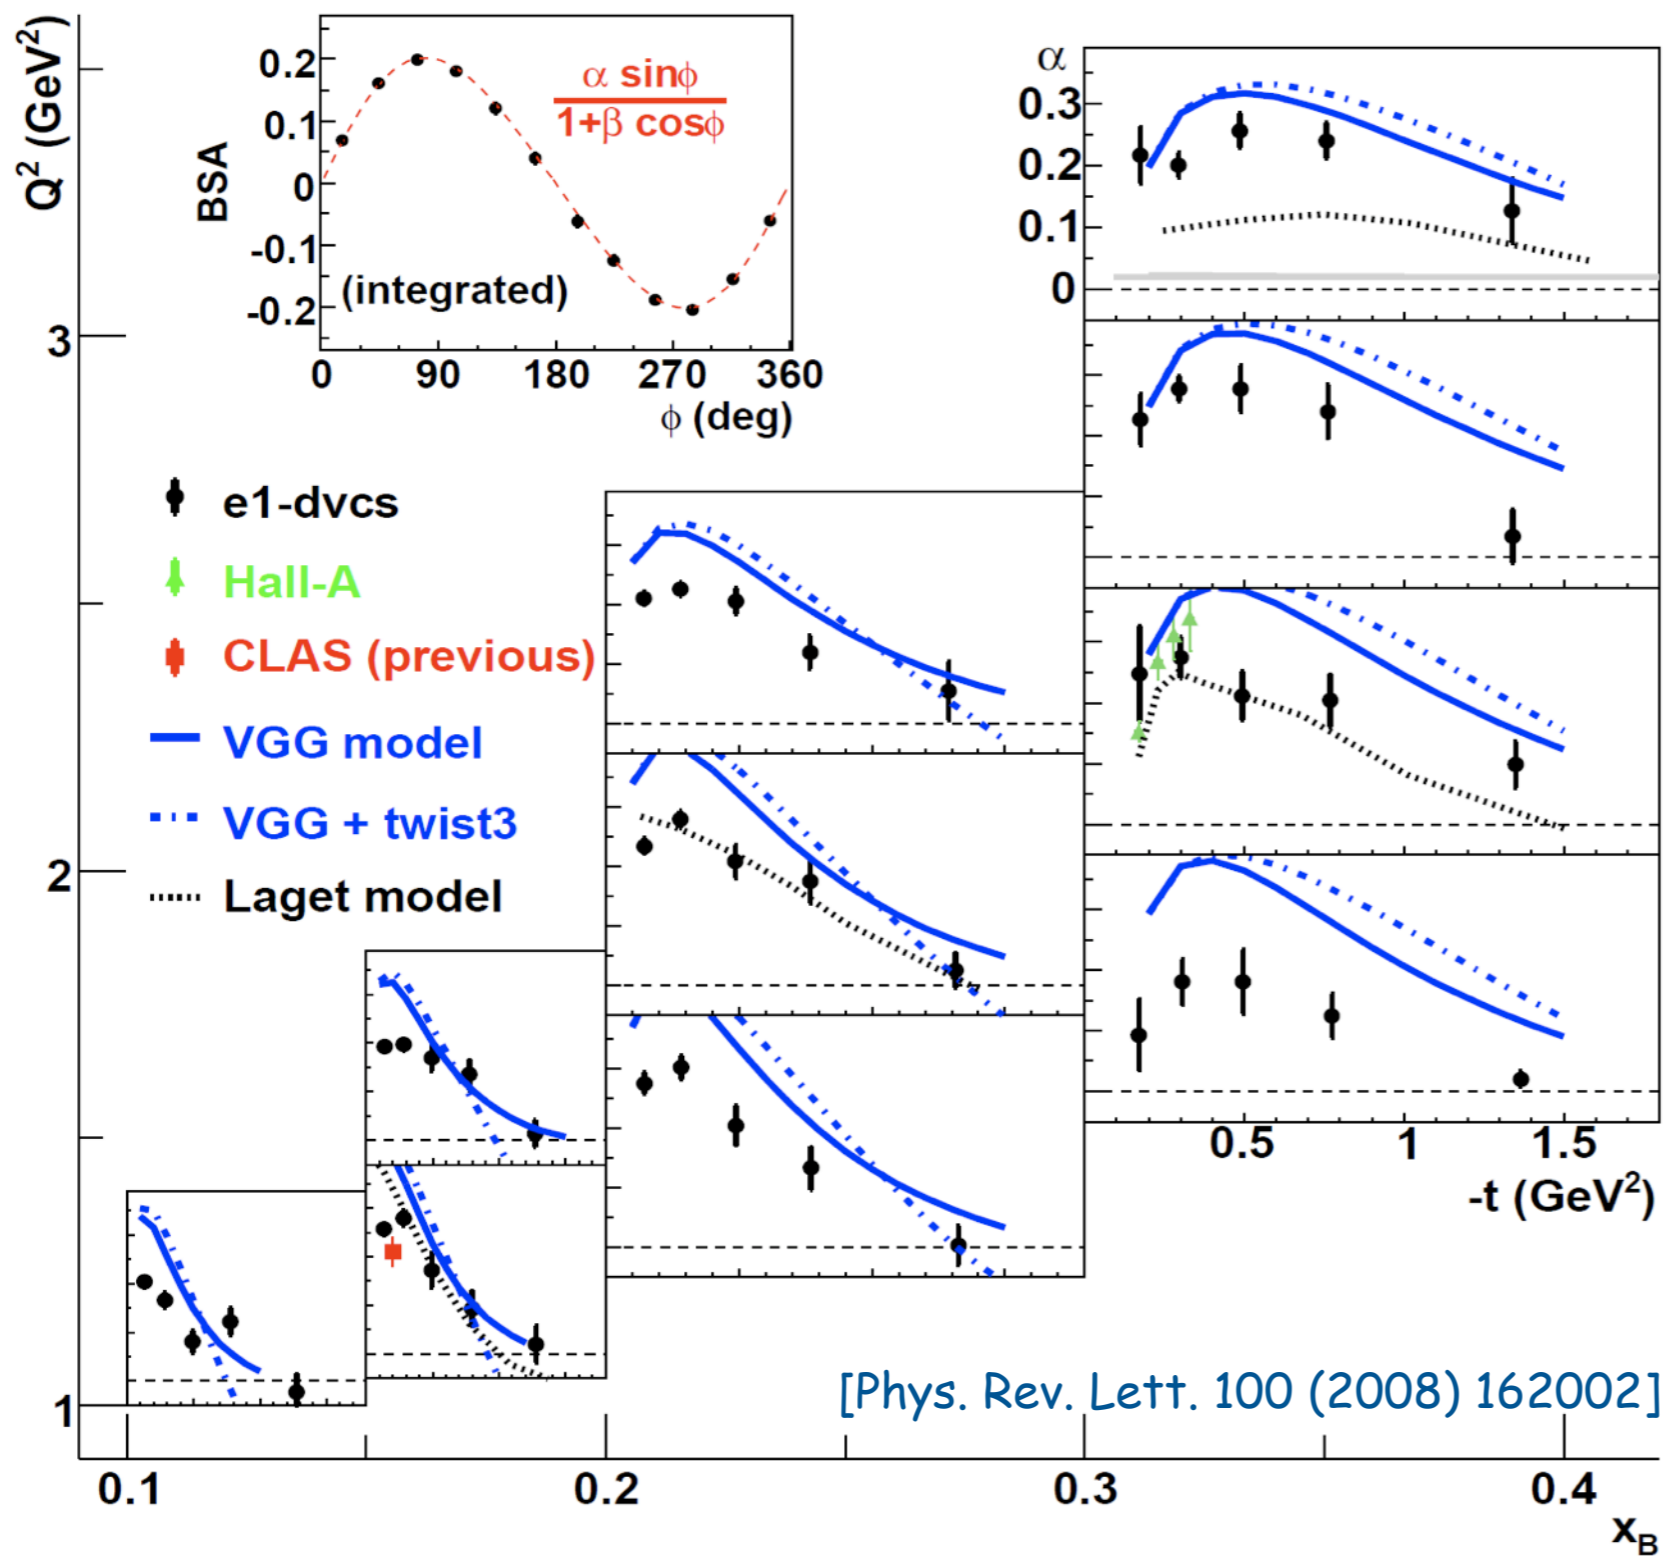 Q² (GeV²)
3
2
1
BSA
0.2
0.1
0
-0.1
-0.2
α sinϕ
1+β cosϕ
(integrated)
0 90 180 270 360
ϕ (deg)
e1-dvcs
Hall-A
CLAS (previous)
VGG model
VGG + twist3
Laget model
α
0.3
0.2
0.1
0
0.5 1 1.5
-t (GeV²)
[Phys. Rev. Lett. 100 (2008) 162002]
0.1 0.2 0.3 0.4
x_B